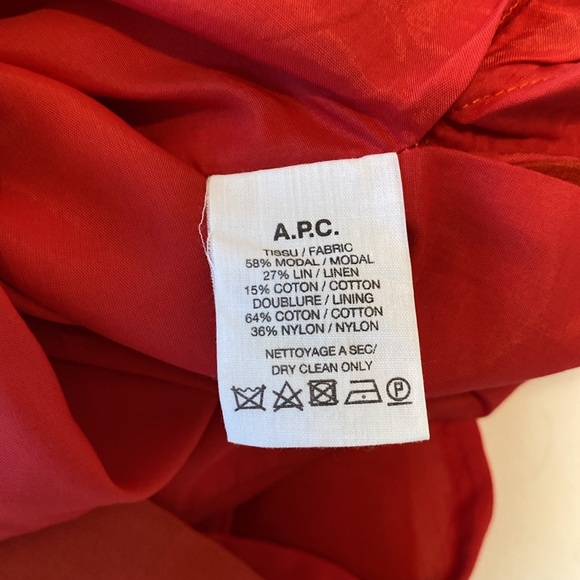 A.P.C.
TISSU / FABRIC
58% MODAL / MODAL
27% LIN / LINEN
15% COTON / COTTON
DOUBLURE / LINING
64% COTON / COTTON
36% NYLON / NYLON
NETTOYAGE A SEC/
DRY CLEAN ONLY
P